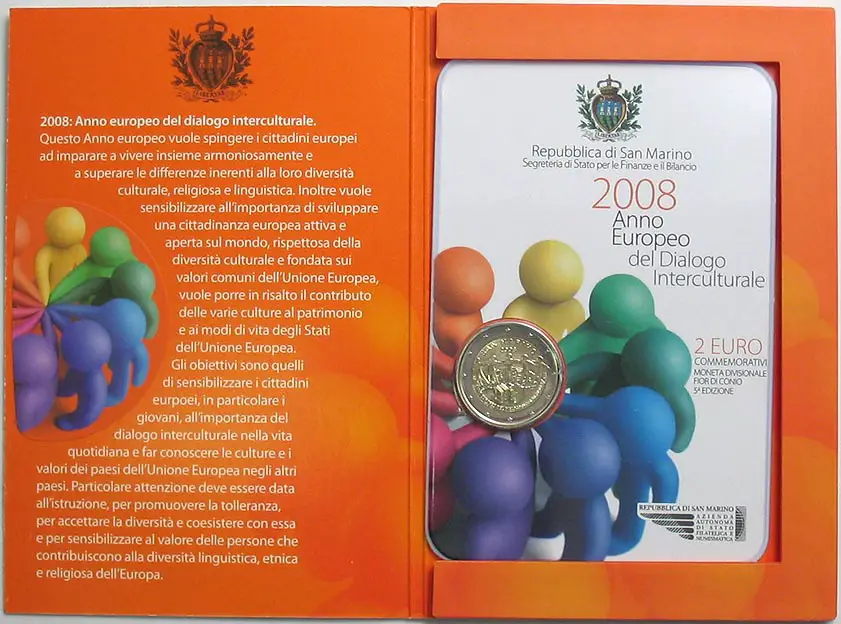 2008: Anno europeo del dialogo interculturale.
Questo Anno europeo vuole spingere i cittadini europei
ad imparare a vivere insieme armoniosamente e
a superare le differenze inerenti alla loro diversità
culturale, religiosa e linguistica. Inoltre vuole
sensibilizzare all'importanza di sviluppare
una cittadinanza europea attiva e
aperta sul mondo, rispettosa della
diversità culturale e fondata sui
valori comuni dell'Unione Europea,
vuole porre in risalto il contributo
delle varie culture al patrimonio
e ai modi di vita degli Stati
dell'Unione Europea.
Gli obiettivi sono quelli
di sensibilizzare i cittadini
eurpoei, in particolare i
giovani, all'importanza del
dialogo interculturale nella vita
quotidiana e far conoscere le culture e i
valori dei paesi dell'Unione Europea negli altri
paesi. Particolare attenzione deve essere data
all'istruzione, per promuovere la tolleranza,
per accettare la diversità e coesistere con essa
e per sensibilizzare al valore delle persone che
contribuiscono alla diversità linguistica, etnica
e religiosa dell'Europa.
Repubblica di San Marino
Segreteria di Stato per le Finanze e il Bilancio
2008
Anno
Europeo
del Dialogo
Interculturale
2 EURO
COMMEMORATIVI
MONETA DIVISIONALE
FIOR DI CONIO
5ª EDIZIONE
REPUBBLICA DI SAN MARINO
AZIENDA
AUTONOMA
DI STATO
FILATELICA E
NUMISMATICA